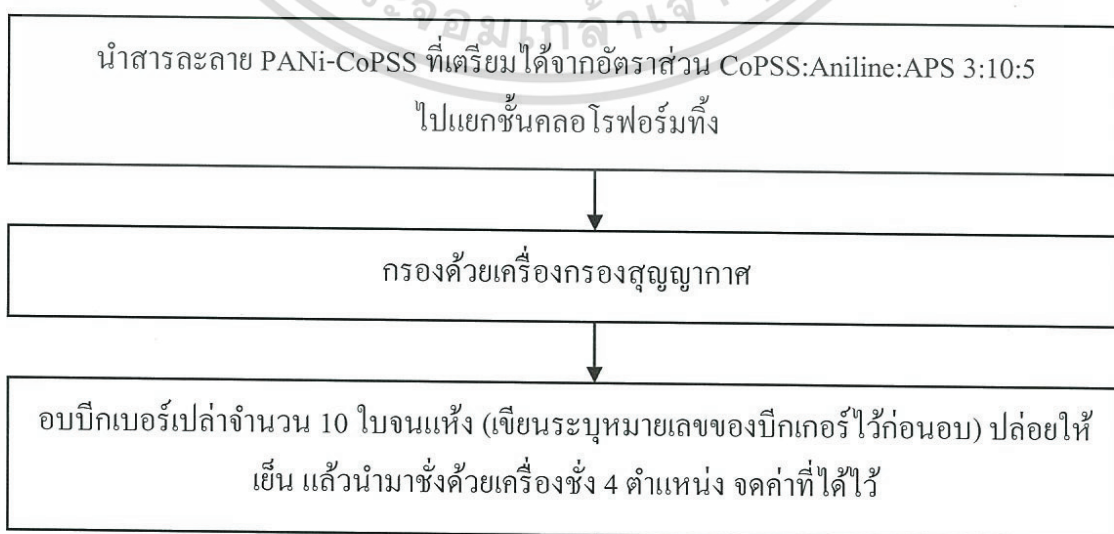 นำสารละลาย PANi-CoPSS ที่เตรียมได้จากอัตราส่วน CoPSS:Aniline:APS 3:10:5
ไปแยกชั้นคลอโรฟอร์มทิ้ง
กรองด้วยเครื่องกรองสุญญากาศ
อบบีกเบอร์เปล่าจำนวน 10 ใบจนแห้ง (เขียนระบุหมายเลขของบีกเกอร์ไว้ก่อนอบ) ปล่อยให้
เย็น แล้วนำมาชั่งด้วยเครื่องชั่ง 4 ตำแหน่ง จดค่าที่ได้ไว้